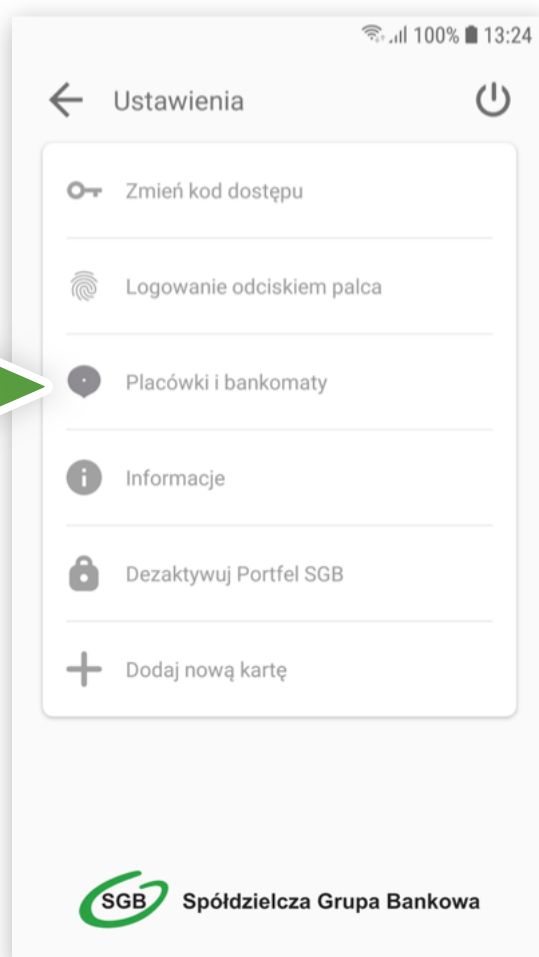 100% 13:24
Ustawienia
Zmień kod dostępu
Logowanie odciskiem palca
Placówki i bankomaty
Informacje
Dezaktywuj Portfel SGB
Dodaj nową kartę
SGB Spółdzielcza Grupa Bankowa